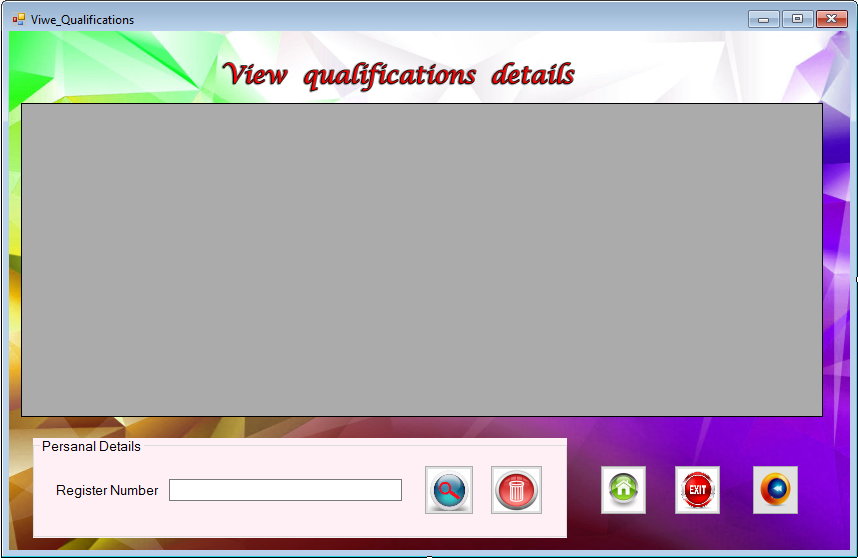 Viwe_Qualifications
View qualifications details
Persanal Details
Register Number
EXIT